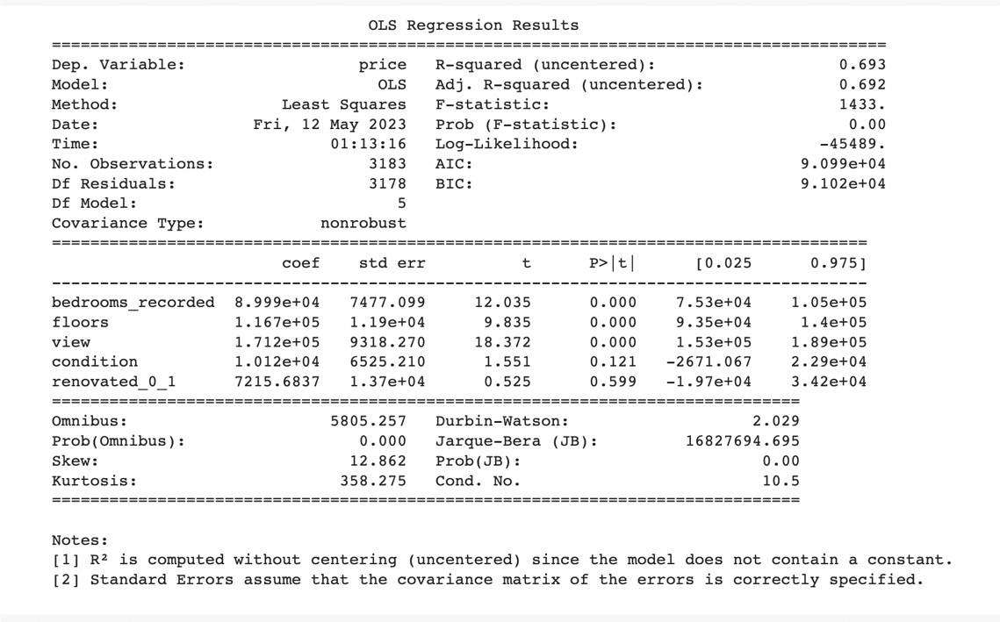 OLS Regression Results
==============================================================================
Dep. Variable: price R-squared (uncentered): 0.693
Model: OLS Adj. R-squared (uncentered): 0.692
Method: Least Squares F-statistic: 1433.
Date: Fri, 12 May 2023 Prob (F-statistic): 0.00
Time: 01:13:16 Log-Likelihood: -45489.
No. Observations: 3183 AIC: 9.099e+04
Df Residuals: 3178 BIC: 9.102e+04
Df Model: 5
Covariance Type: nonrobust
==============================================================================
coef std err t P>|t| [0.025 0.975]
------------------------------------------------------------------------------
bedrooms_recorded 8.999e+04 7477.099 12.035 0.000 7.53e+04 1.05e+05
floors 1.167e+05 1.19e+04 9.835 0.000 9.35e+04 1.4e+05
view 1.712e+05 9318.270 18.372 0.000 1.53e+05 1.89e+05
condition 1.012e+04 6525.210 1.551 0.121 -2671.067 2.29e+04
renovated_0_1 7215.6837 1.37e+04 0.525 0.599 -1.97e+04 3.42e+04
==============================================================================
Omnibus: 5805.257 Durbin-Watson: 2.029
Prob(Omnibus): 0.000 Jarque-Bera (JB): 16827694.695
Skew: 12.862 Prob(JB): 0.00
Kurtosis: 358.275 Cond. No. 10.5
==============================================================================
Notes:
[1] R² is computed without centering (uncentered) since the model does not contain a constant.
[2] Standard Errors assume that the covariance matrix of the errors is correctly specified.